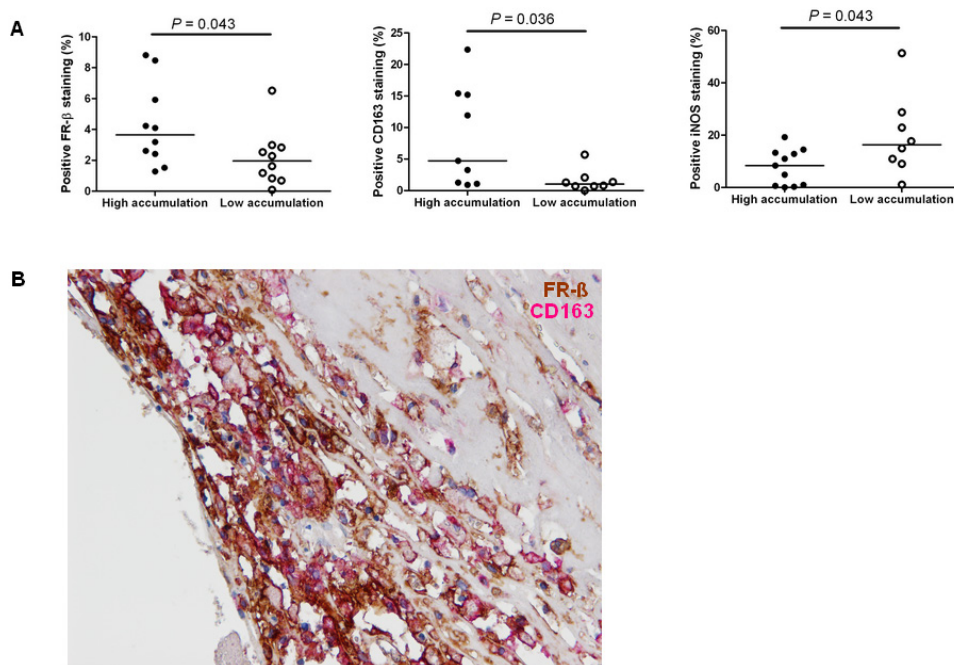 A
P = 0.043
Positive FR-β staining (%)
10
8
6
4
2
0
High accumulation
Low accumulation
P = 0.036
Positive CD163 staining (%)
25
20
15
10
5
0
High accumulation
Low accumulation
P = 0.043
Positive iNOS staining (%)
60
40
20
0
High accumulation
Low accumulation
B
FR-ß
CD163